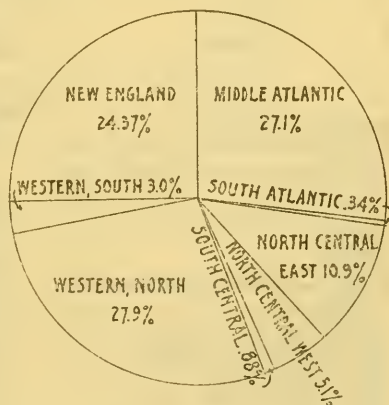 NEW ENGLAND
24.37%
MIDDLE ATLANTIC
27.1%
WESTERN, SOUTH 3.0%
SOUTH ATLANTIC .34%
NORTH CENTRAL
EAST 10.9%
NORTH CENTRAL, WEST 5.1%
SOUTH CENTRAL .88%
WESTERN, NORTH
27.9%